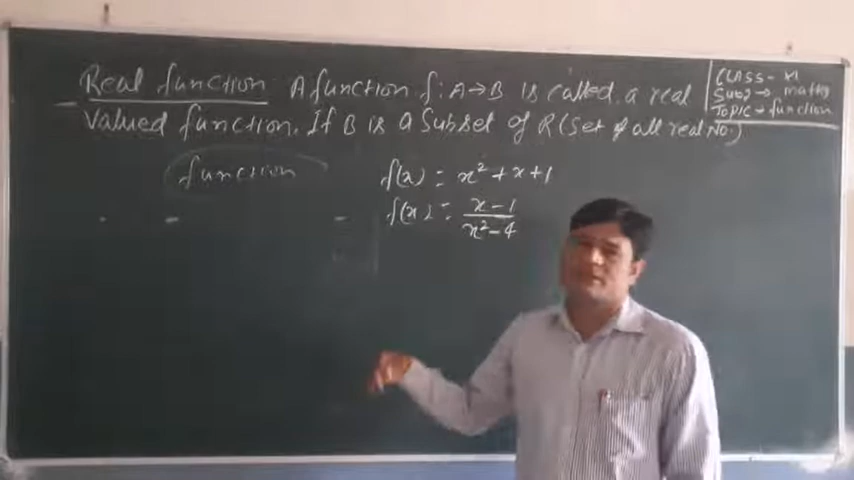 Real function A function f: A→B is called a real
valued function. If B is a Subset of R (Set of all real No.)
CLASS - XI
Sub → maths
Topic → function
function
f(x) = x² + x + 1
f(x) = x - 1 / x² - 4